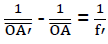 1/OA′ - 1/OA = 1/f′